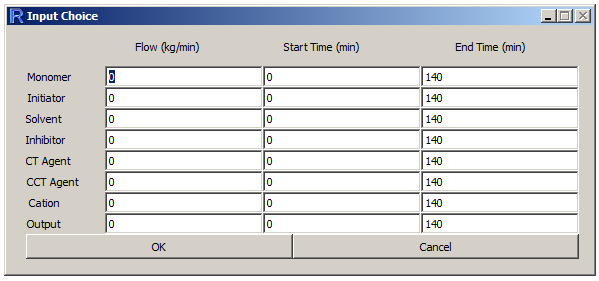 Input Choice
Flow (kg/min) Start Time (min) End Time (min)
Monomer 0 0 140
Initiator 0 0 140
Solvent 0 0 140
Inhibitor 0 0 140
CT Agent 0 0 140
CCT Agent 0 0 140
Cation 0 0 140
Output 0 0 140
OK Cancel